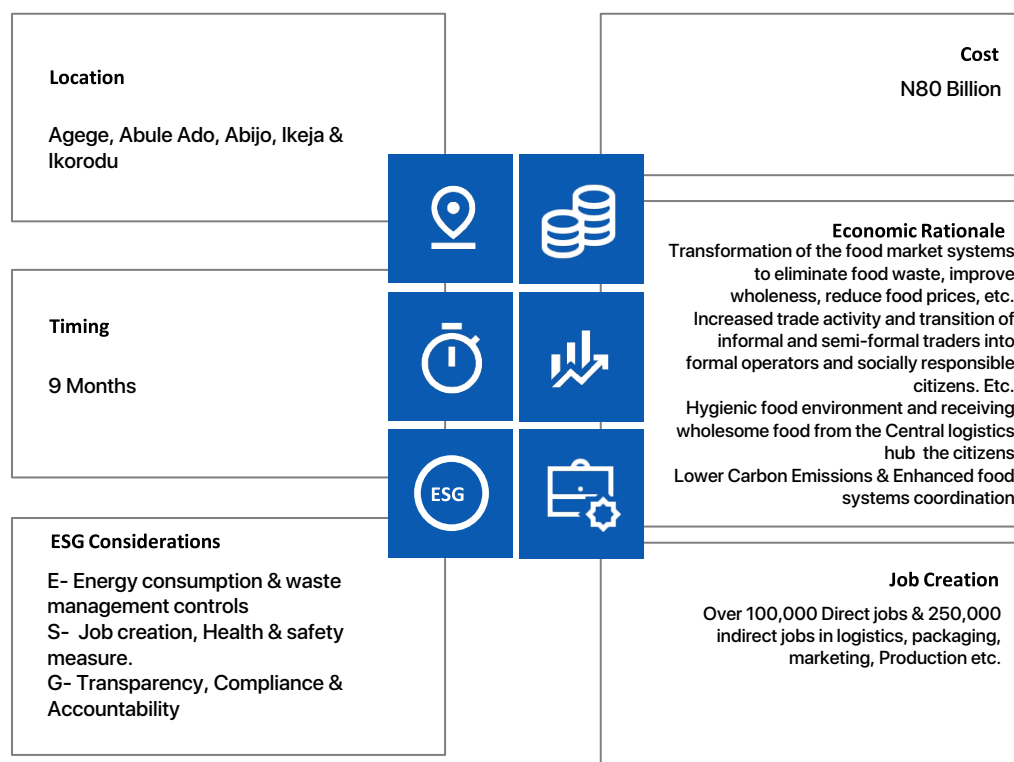 Location
Agege, Abule Ado, Abijo, Ikeja &
Ikorodu
Cost
N80 Billion
Timing
9 Months
Economic Rationale
Transformation of the food market systems
to eliminate food waste, improve
wholeness, reduce food prices, etc.
Increased trade activity and transition of
informal and semi-formal traders into
formal operators and socially responsible
citizens. Etc.
Hygienic food environment and receiving
wholesome food from the Central logistics
hub the citizens
Lower Carbon Emissions & Enhanced food
systems coordination
ESG
ESG Considerations
E- Energy consumption & waste
management controls
S- Job creation, Health & safety
measure.
G- Transparency, Compliance &
Accountability
Job Creation
Over 100,000 Direct jobs & 250,000
indirect jobs in logistics, packaging,
marketing, Production etc.